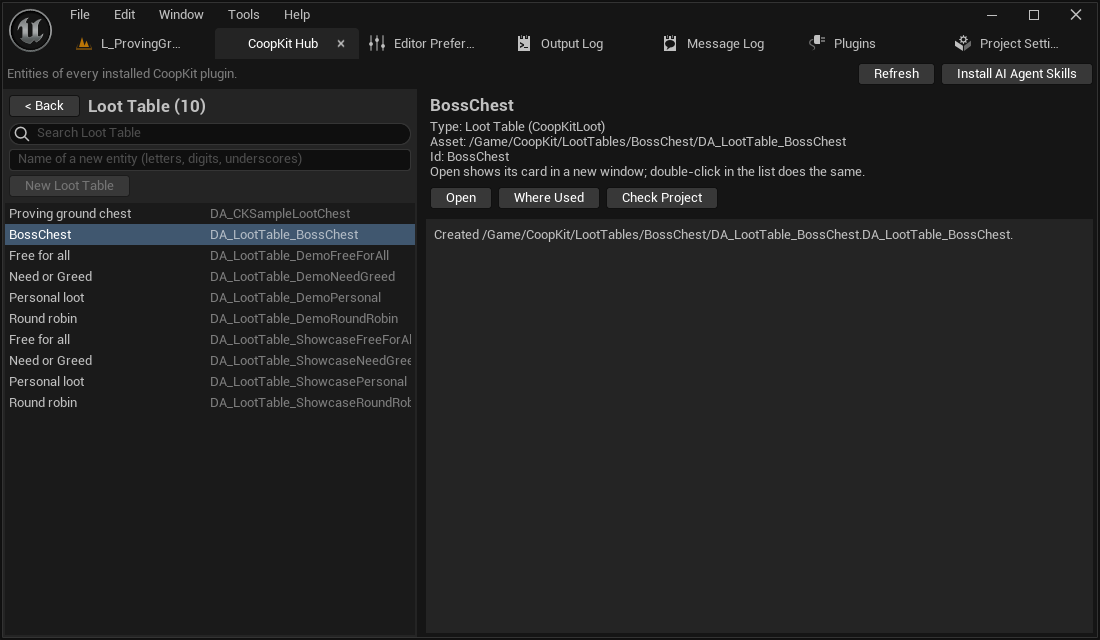 File Edit Window Tools Help
L_ProvingGr... CoopKit Hub Editor Prefer... Output Log Message Log Plugins Project Setti...
Entities of every installed CoopKit plugin. Refresh Install AI Agent Skills
< Back Loot Table (10)
Search Loot Table
Name of a new entity (letters, digits, underscores)
New Loot Table
Proving ground chest DA_CKSampleLootChest
BossChest DA_LootTable_BossChest
Free for all DA_LootTable_DemoFreeForAll
Need or Greed DA_LootTable_DemoNeedGreed
Personal loot DA_LootTable_DemoPersonal
Round robin DA_LootTable_DemoRoundRobin
Free for all DA_LootTable_ShowcaseFreeForAl
Need or Greed DA_LootTable_ShowcaseNeedGree
Personal loot DA_LootTable_ShowcasePersonal
Round robin DA_LootTable_ShowcaseRoundRob
BossChest
Type: Loot Table (CoopKitLoot)
Asset: /Game/CoopKit/LootTables/BossChest/DA_LootTable_BossChest
Id: BossChest
Open shows its card in a new window; double-click in the list does the same.
Open Where Used Check Project
Created /Game/CoopKit/LootTables/BossChest/DA_LootTable_BossChest.DA_LootTable_BossChest.